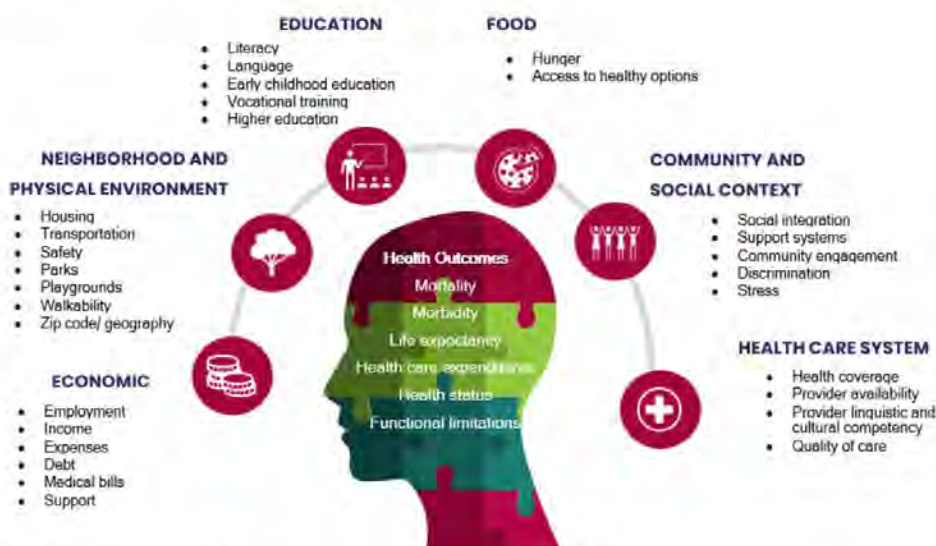 EDUCATION
Literacy
Language
Early childhood education
Vocational training
Higher education
FOOD
Hunger
Access to healthy options
NEIGHBORHOOD AND
PHYSICAL ENVIRONMENT
Housing
Transportation
Safety
Parks
Playgrounds
Walkability
Zip code/ geography
COMMUNITY AND
SOCIAL CONTEXT
Social integration
Support systems
Community engagement
Discrimination
Stress
ECONOMIC
Employment
Income
Expenses
Debt
Medical bills
Support
HEALTH CARE SYSTEM
Health coverage
Provider availability
Provider linguistic and
cultural competency
Quality of care
Health Outcomes
Mortality
Morbidity
Life expectancy
Health care expenditures
Health status
Functional limitations